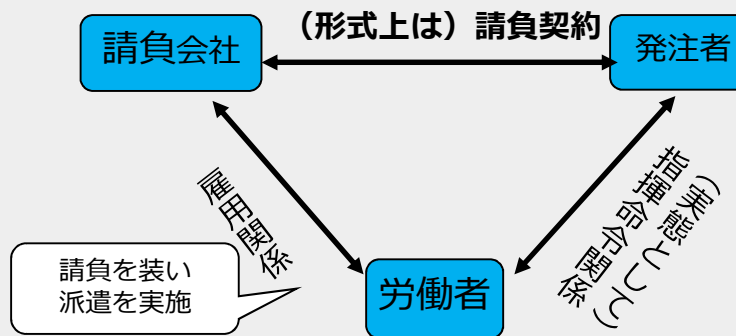 （形式上は）請負契約
請負会社
発注者
雇用関係
（実態として）
指揮命令関係
請負を装い
派遣を実施
労働者